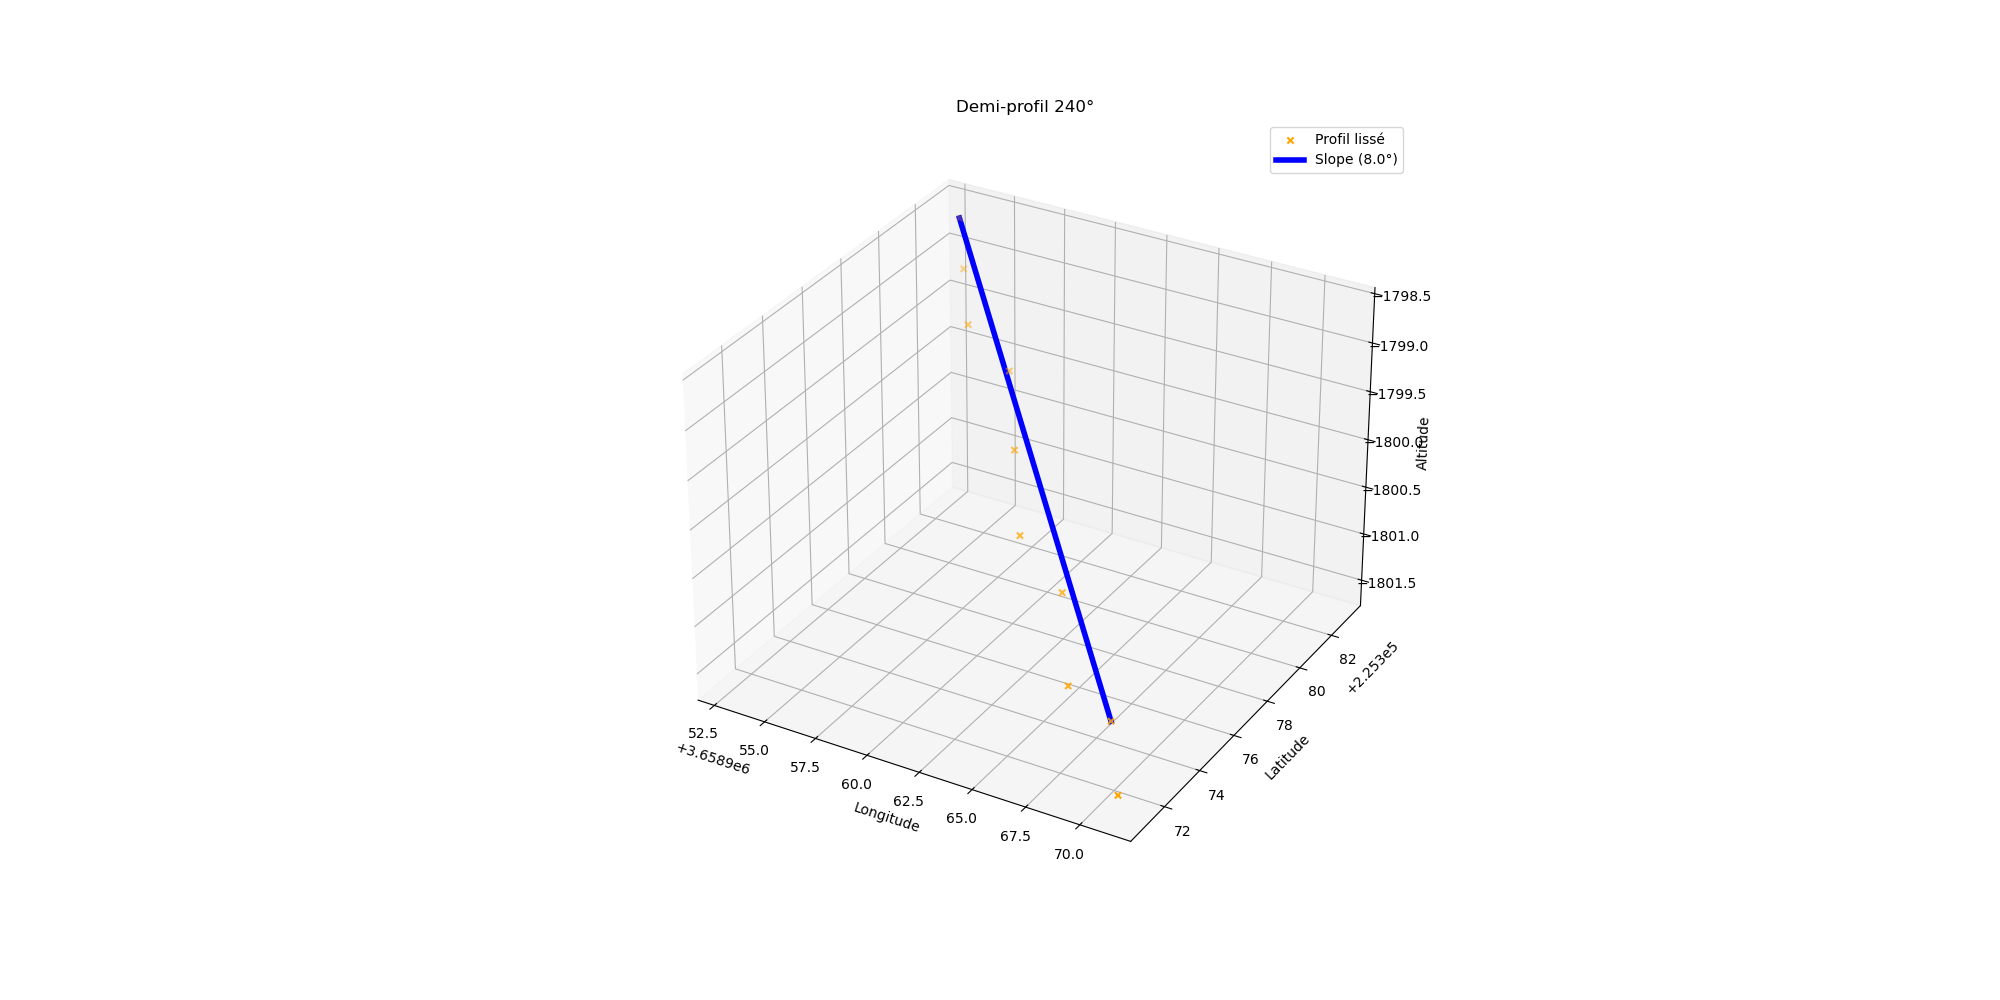 Demi-profil 240°
Profil lissé
Slope (8.0°)
−1798.5
−1799.0
−1799.5
−1800.0
−1800.5
−1801.0
−1801.5
Altitude
82
80
78
76
74
72
+2.253e5
Latitude
52.5
55.0
57.5
60.0
62.5
65.0
67.5
70.0
+3.6589e6
Longitude